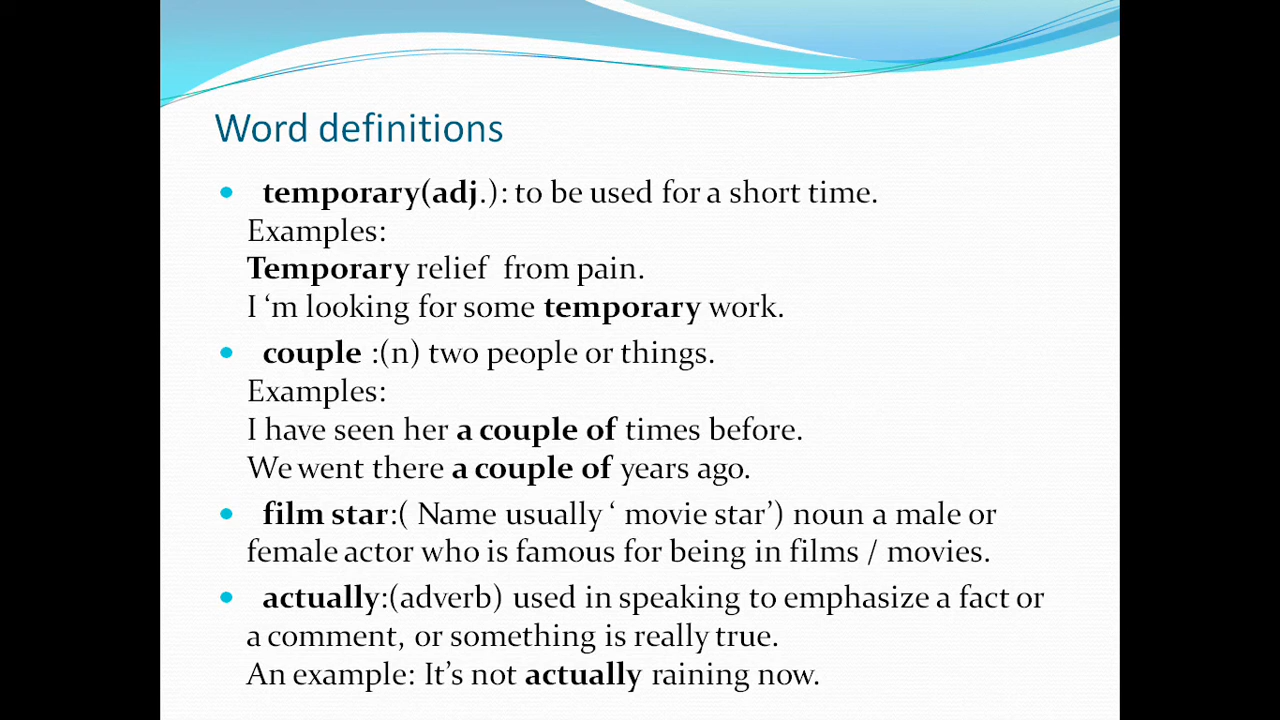 Word definitions
temporary(adj.): to be used for a short time.
Examples:
Temporary relief from pain.
I ‘m looking for some temporary work.
couple :(n) two people or things.
Examples:
I have seen her a couple of times before.
We went there a couple of years ago.
film star:( Name usually ‘ movie star’) noun a male or
female actor who is famous for being in films / movies.
actually:(adverb) used in speaking to emphasize a fact or
a comment, or something is really true.
An example: It’s not actually raining now.